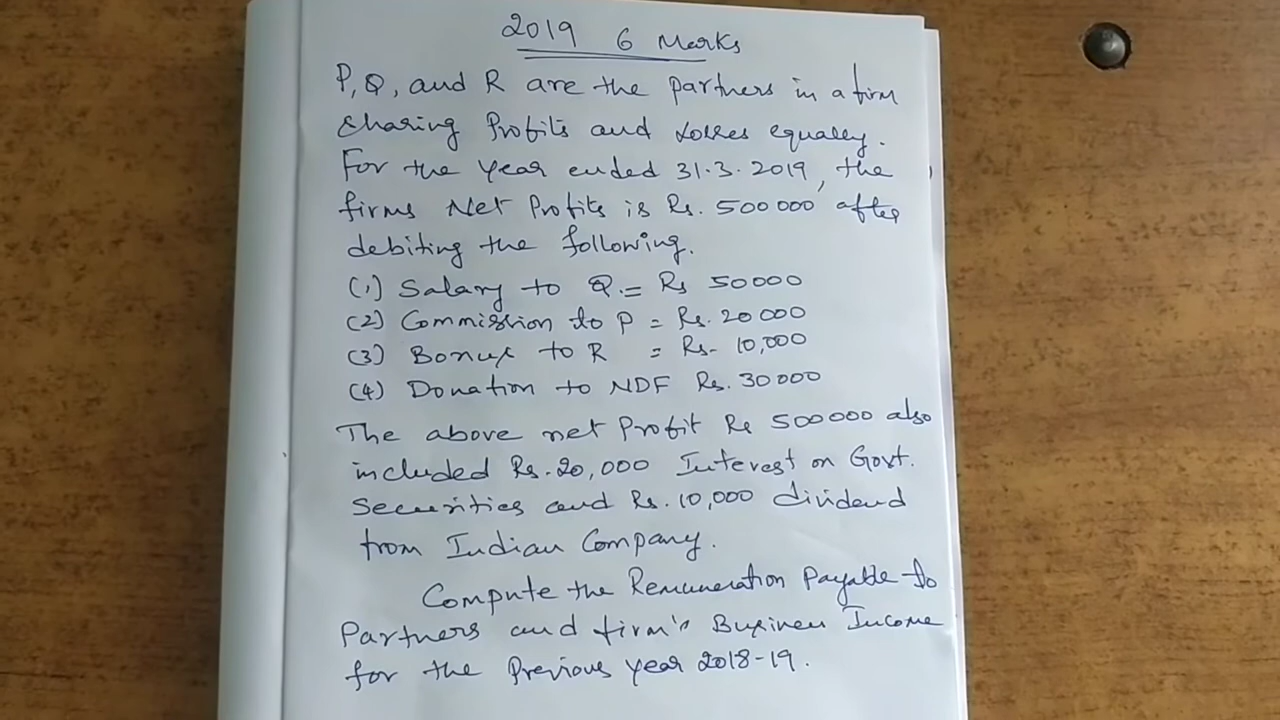 2019 6 Marks
P, Q, and R are the partners in a firm
sharing Profits and Losses equally.
For the year ended 31.3.2019, the
firms Net Profits is Rs. 500000 after
debiting the following.
(1) Salary to Q = Rs 50000
(2) Commission to P = Rs. 20000
(3) Bonus to R = Rs. 10,000
(4) Donation to NDF Rs. 30000
The above net Profit Rs 500000 also
included Rs. 20,000 Interest on Govt.
Securities and Rs. 10,000 dividend
from Indian Company.
Compute the Remuneration Payable to
Partners and firm's Business Income
for the Previous year 2018-19.